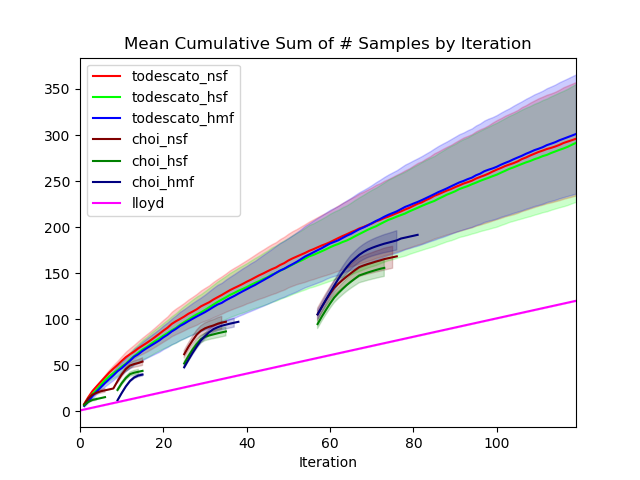 Mean Cumulative Sum of # Samples by Iteration
350
300
250
200
150
100
50
0
todescato_nsf
todescato_hsf
todescato_hmf
choi_nsf
choi_hsf
choi_hmf
lloyd
0 20 40 60 80 100
Iteration